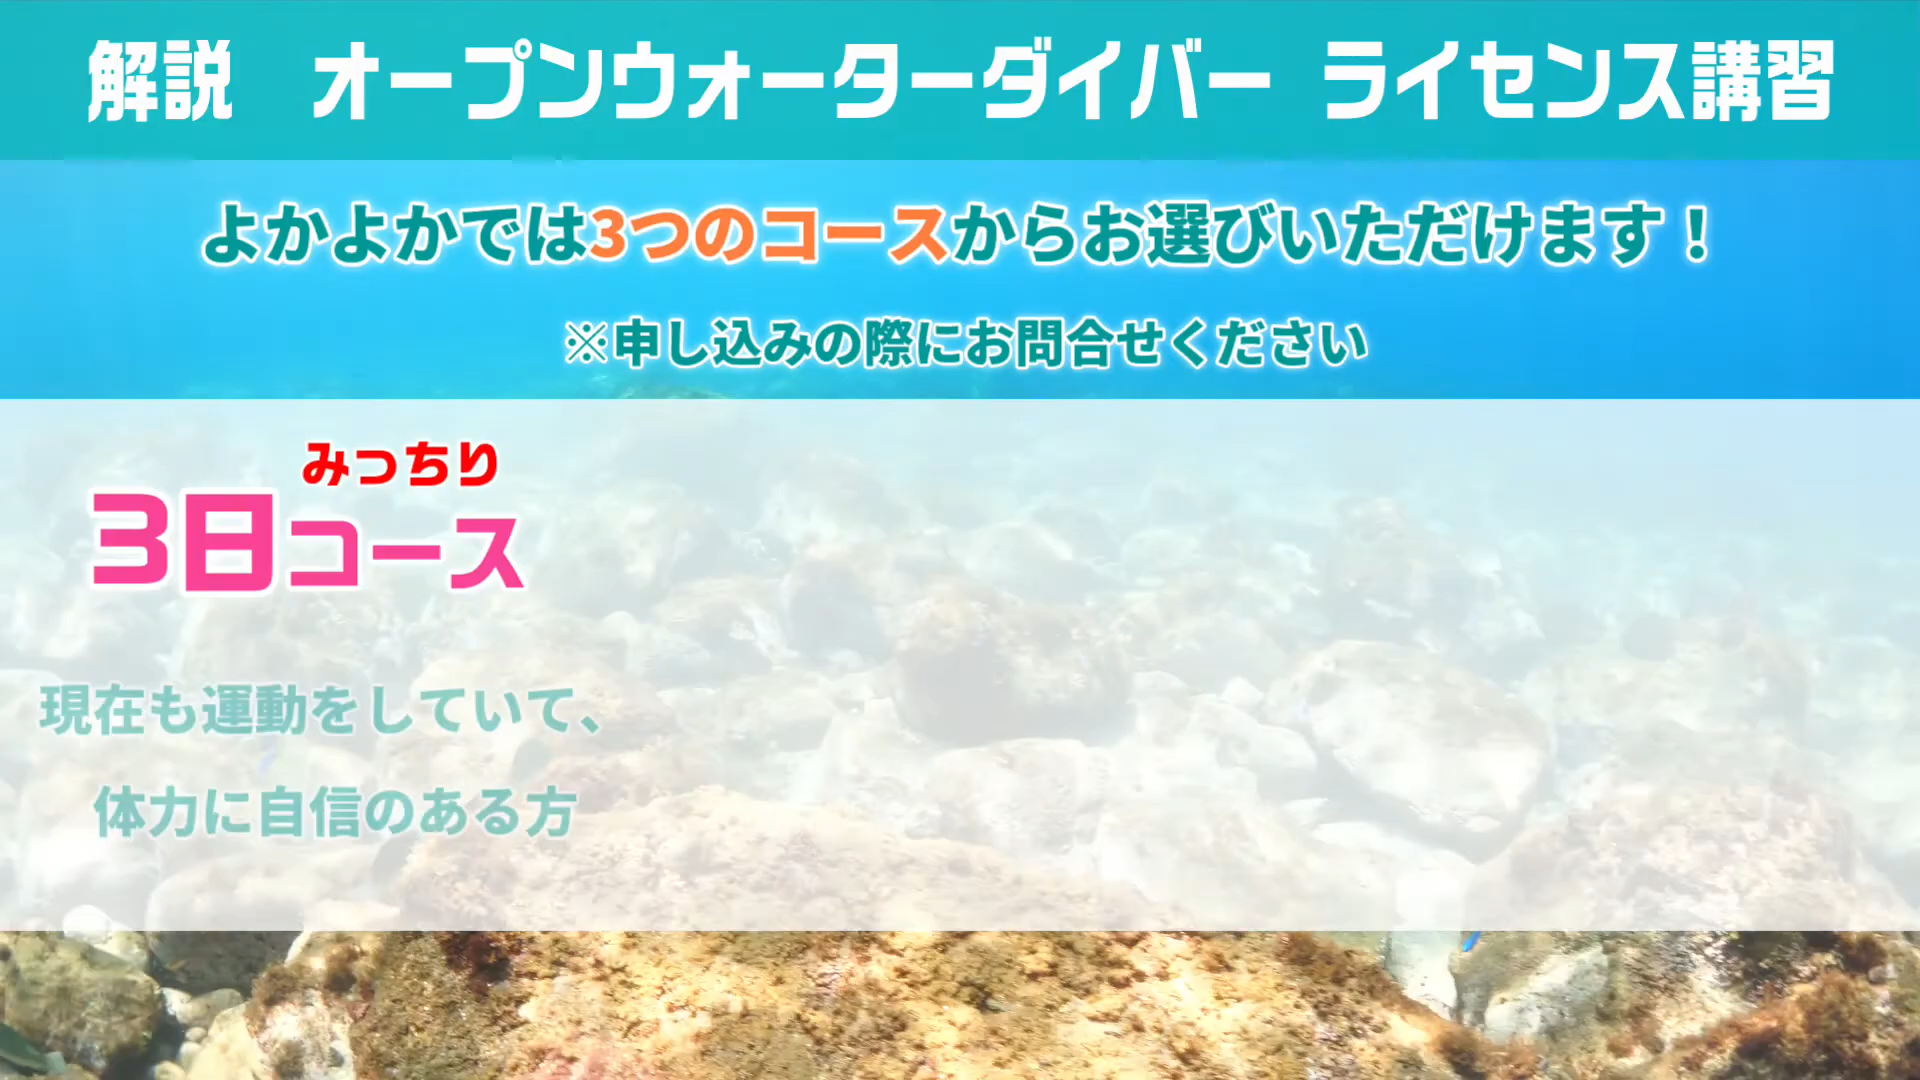 解説　オープンウォーターダイバー ライセンス講習
よかよかでは3つのコースからお選びいただけます！
※申し込みの際にお問合せください
みっちり
3日コース
現在も運動をしていて、
体力に自信のある方